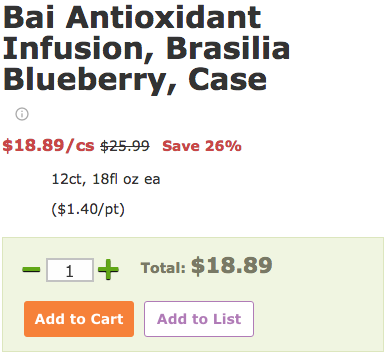 Bai Antioxidant
Infusion, Brasilia
Blueberry, Case
$18.89/cs $25.99 Save 26%
12ct, 18fl oz ea
($1.40/pt)
1 Total: $18.89
Add to Cart Add to List